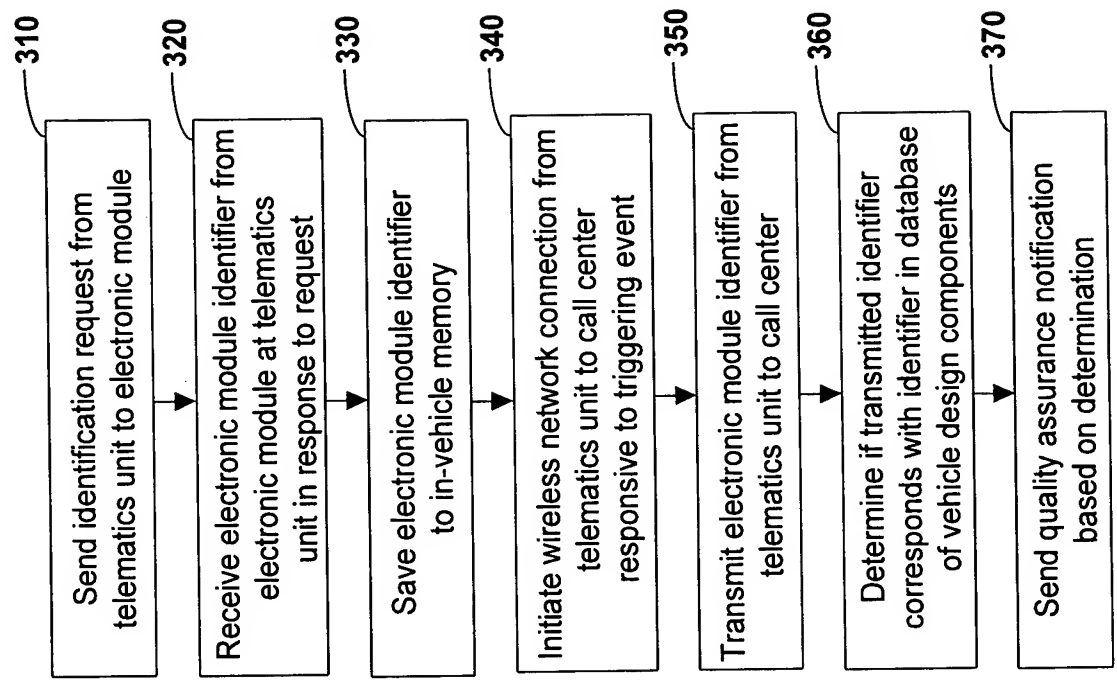 310
Send identification request from
telematics unit to electronic module
320
Receive electronic module identifier from
electronic module at telematics
unit in response to request
330
Save electronic module identifier
to in-vehicle memory
340
Initiate wireless network connection from
telematics unit to call center
responsive to triggering event
350
Transmit electronic module identifier from
telematics unit to call center
360
Determine if transmitted identifier
corresponds with identifier in database
of vehicle design components
370
Send quality assurance notification
based on determination